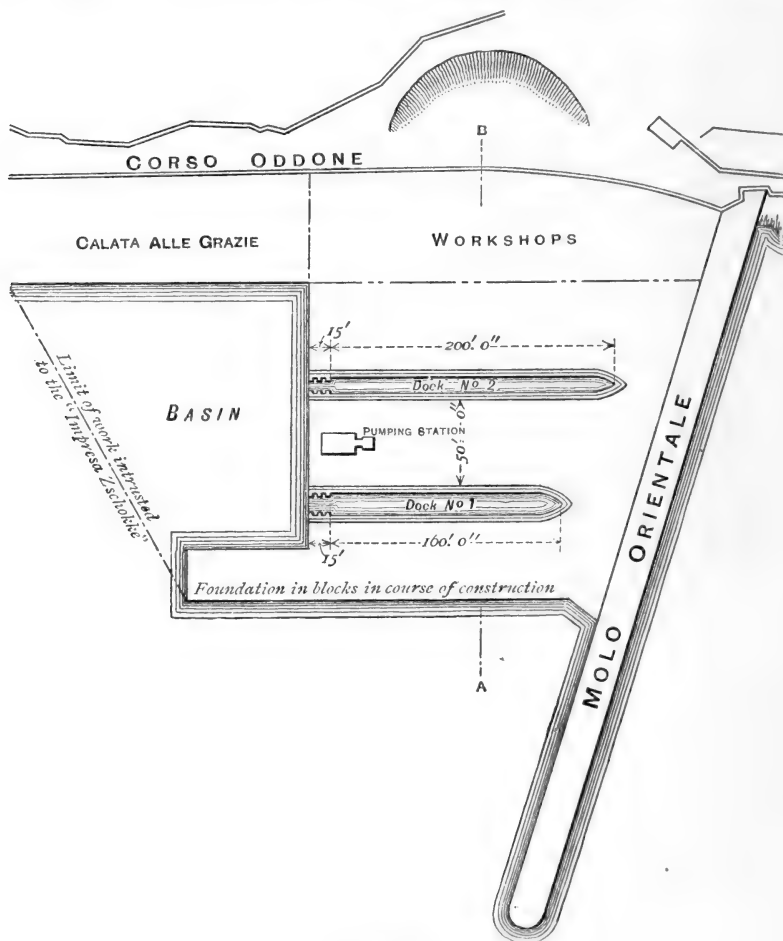 B
CORSO ODDONE
CALATA ALLE GRAZIE
WORKSHOPS
15'
200'. 0"
Limit of work intrusted
to the "Impresa Zschokke"
Dock Nº 2
BASIN
PUMPING STATION
50'. 0"
Dock Nº 1
160'. 0"
15'
Foundation in blocks in course of construction
A
MOLO ORIENTALE